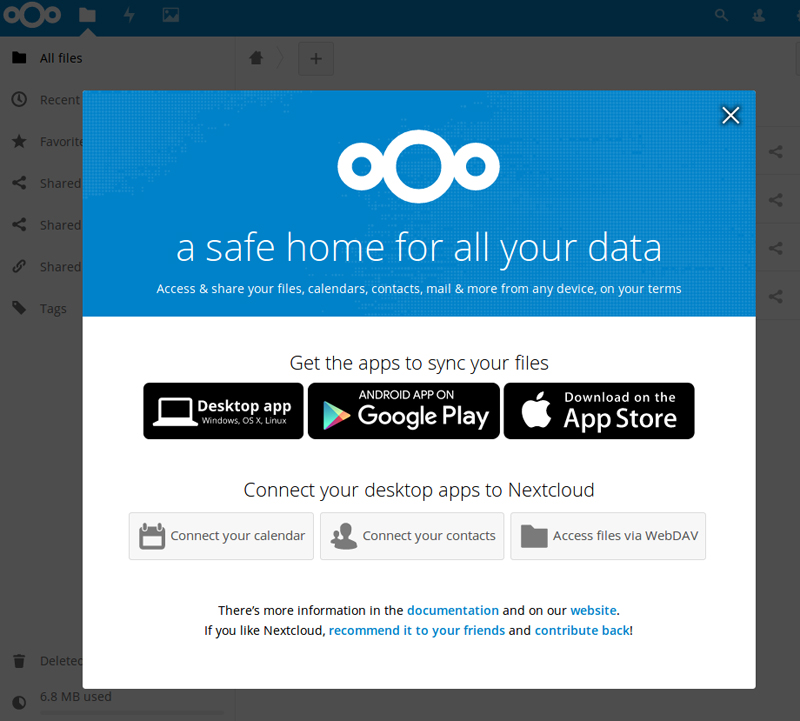 All files
Recent
Favorite
Shared
Shared
Shared
Tags
a safe home for all your data
Access & share your files, calendars, contacts, mail & more from any device, on your terms
Get the apps to sync your files
Desktop app
Windows, OS X, Linux
ANDROID APP ON
Google Play
Download on the
App Store
Connect your desktop apps to Nextcloud
Connect your calendar
Connect your contacts
Access files via WebDAV
There's more information in the documentation and on our website.
If you like Nextcloud, recommend it to your friends and contribute back!
Deleted
6.8 MB used